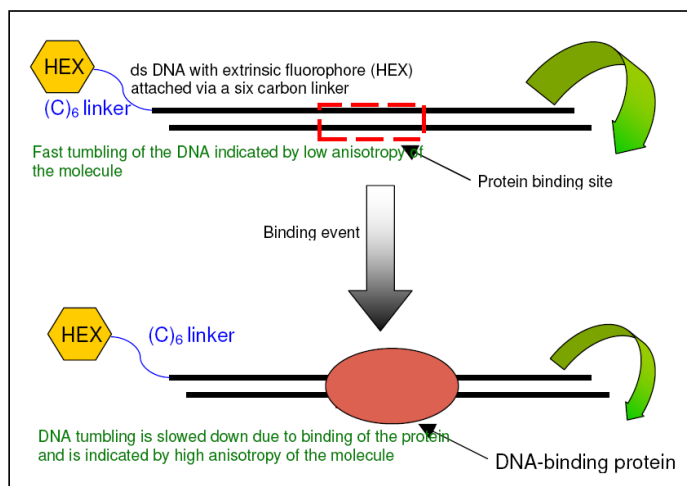 HEX
ds DNA with extrinsic fluorophore (HEX)
attached via a six carbon linker
(C)6 linker
Fast tumbling of the DNA indicated by low anisotropy of
the molecule
Protein binding site
Binding event
HEX
(C)6 linker
DNA tumbling is slowed down due to binding of the protein
and is indicated by high anisotropy of the molecule
DNA-binding protein